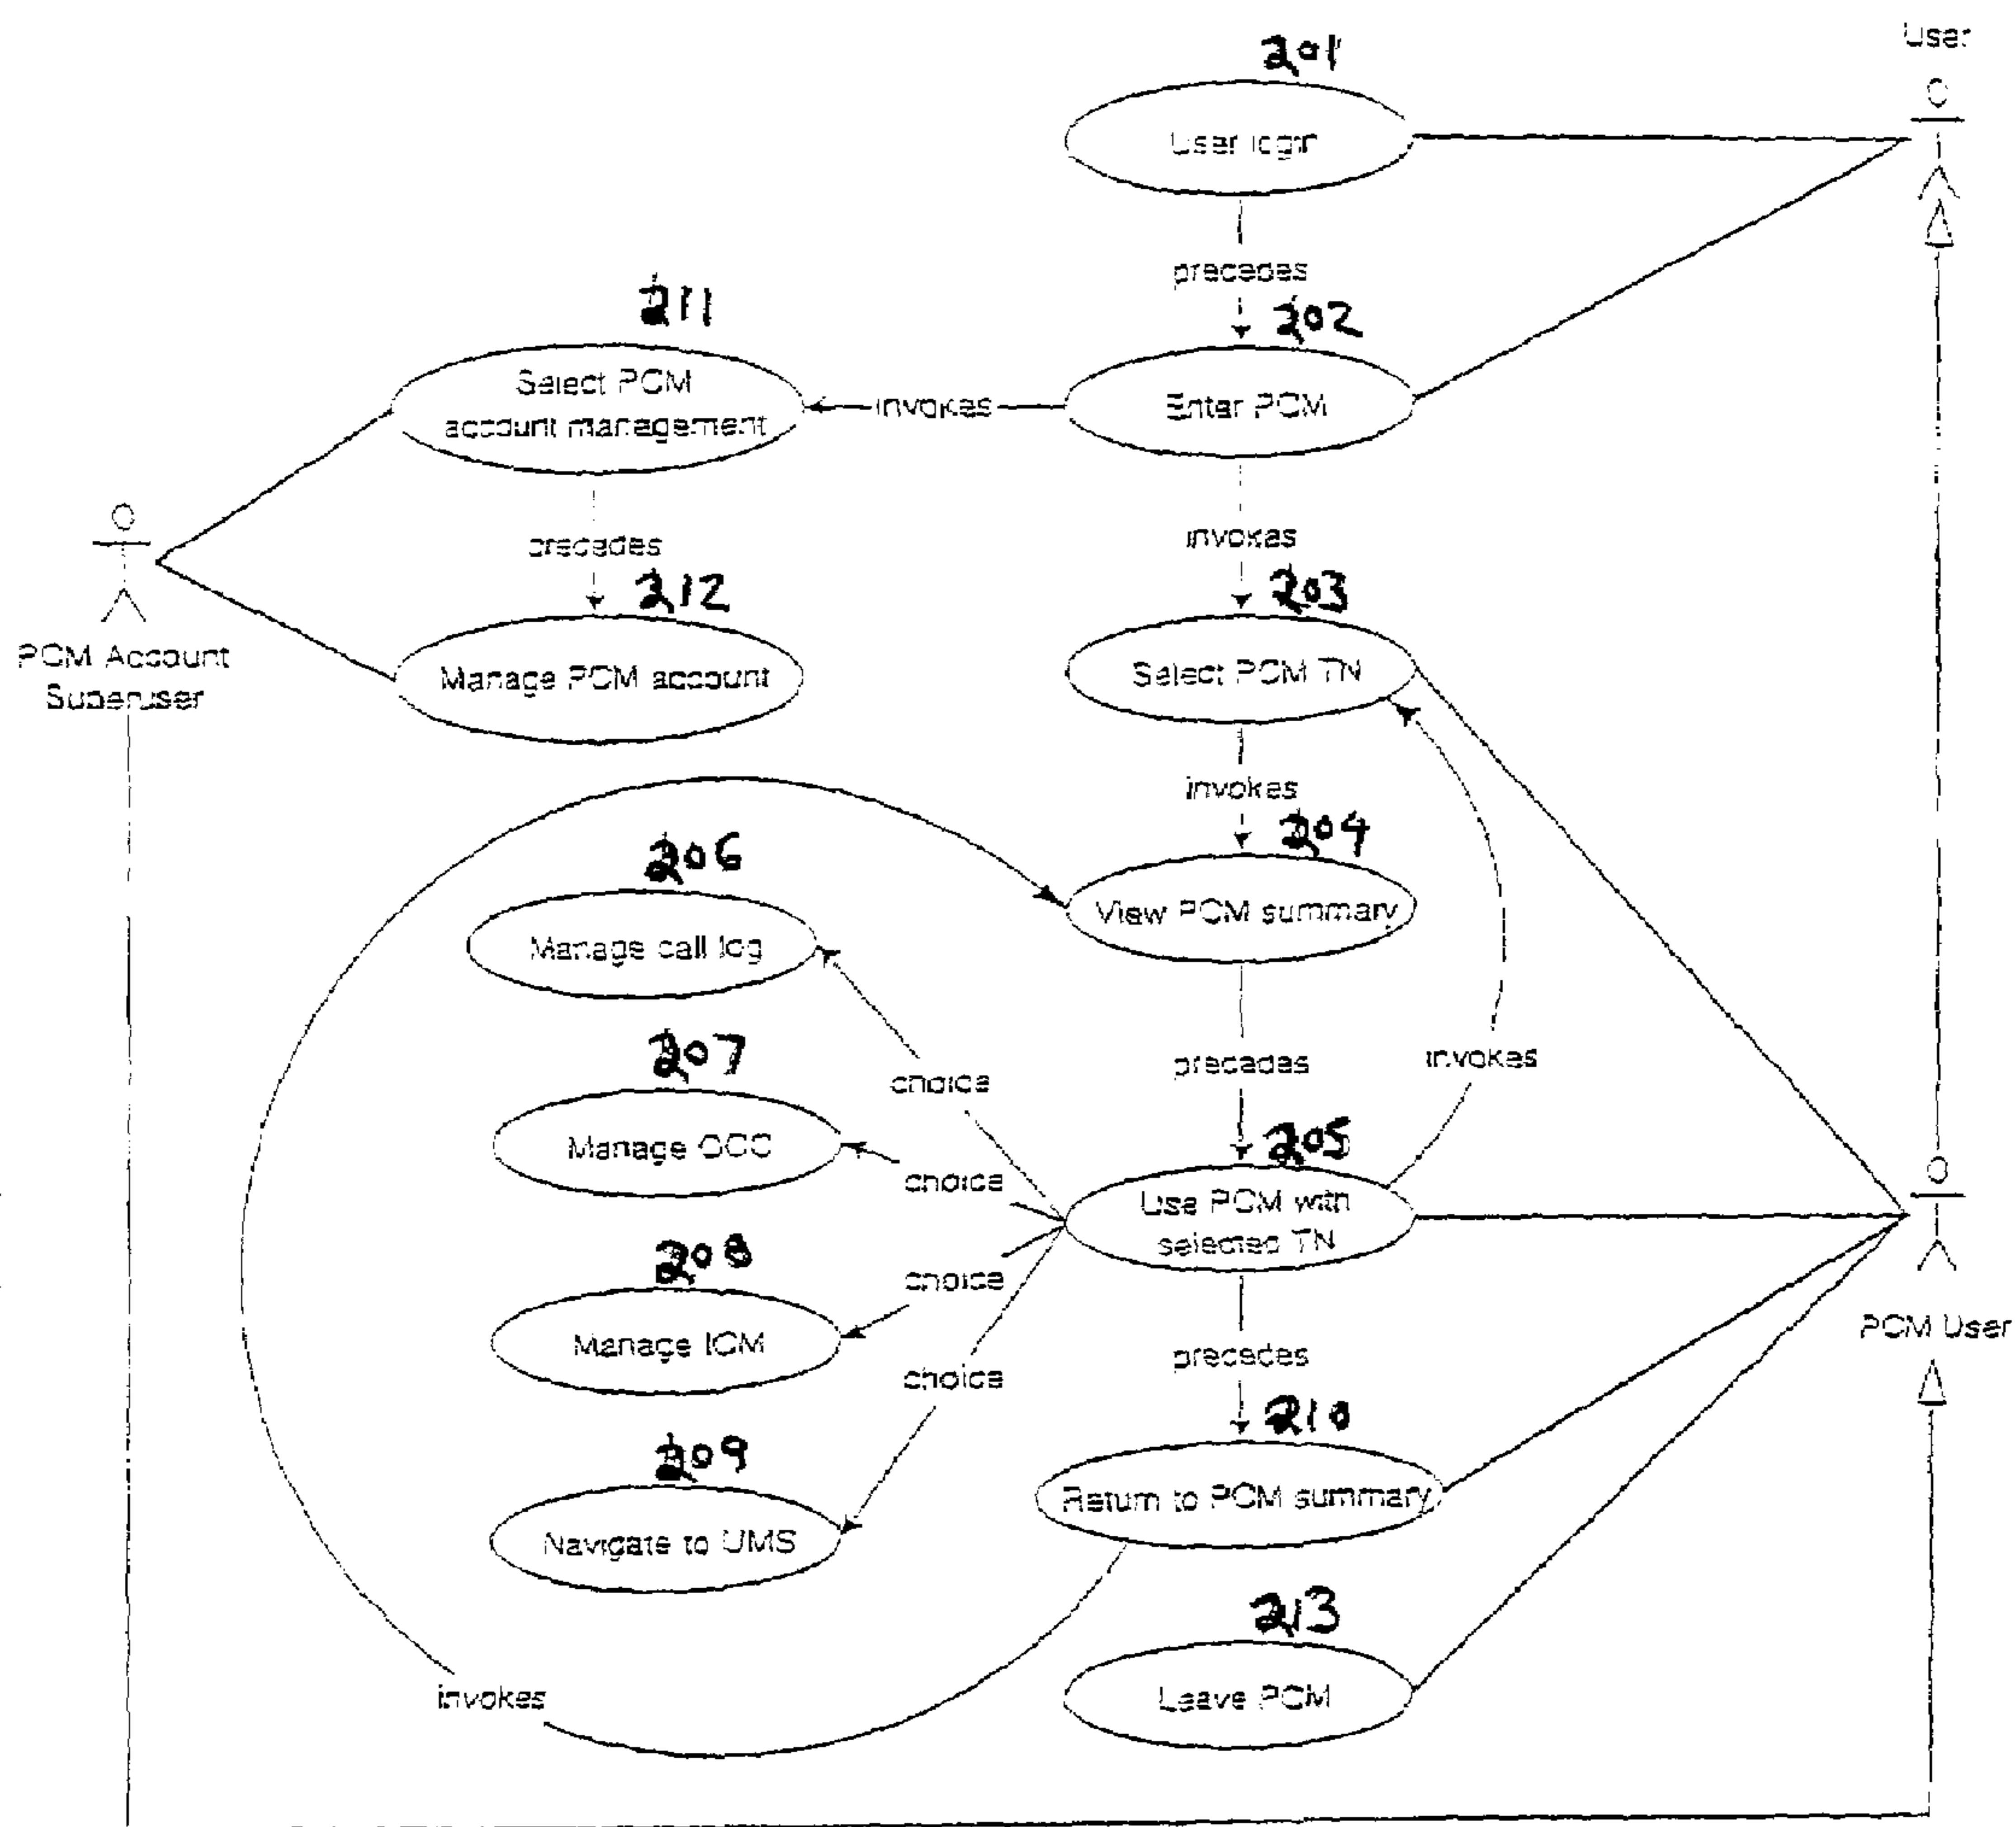 User
201
User login
precedes
202
Enter PCM
invokes
211
Select PCM
account management
precedes
212
Manage PCM account
PCM Account
Superuser
invokes
203
Select PCM TN
invokes
204
View PCM summary
206
Manage call log
precedes
invokes
207
Manage OCC
choice
choice
choice
choice
205
Use PCM with
selected TN
208
Manage ICM
PCM User
precedes
209
Navigate to UMS
210
Return to PCM summary
213
Leave PCM
invokes